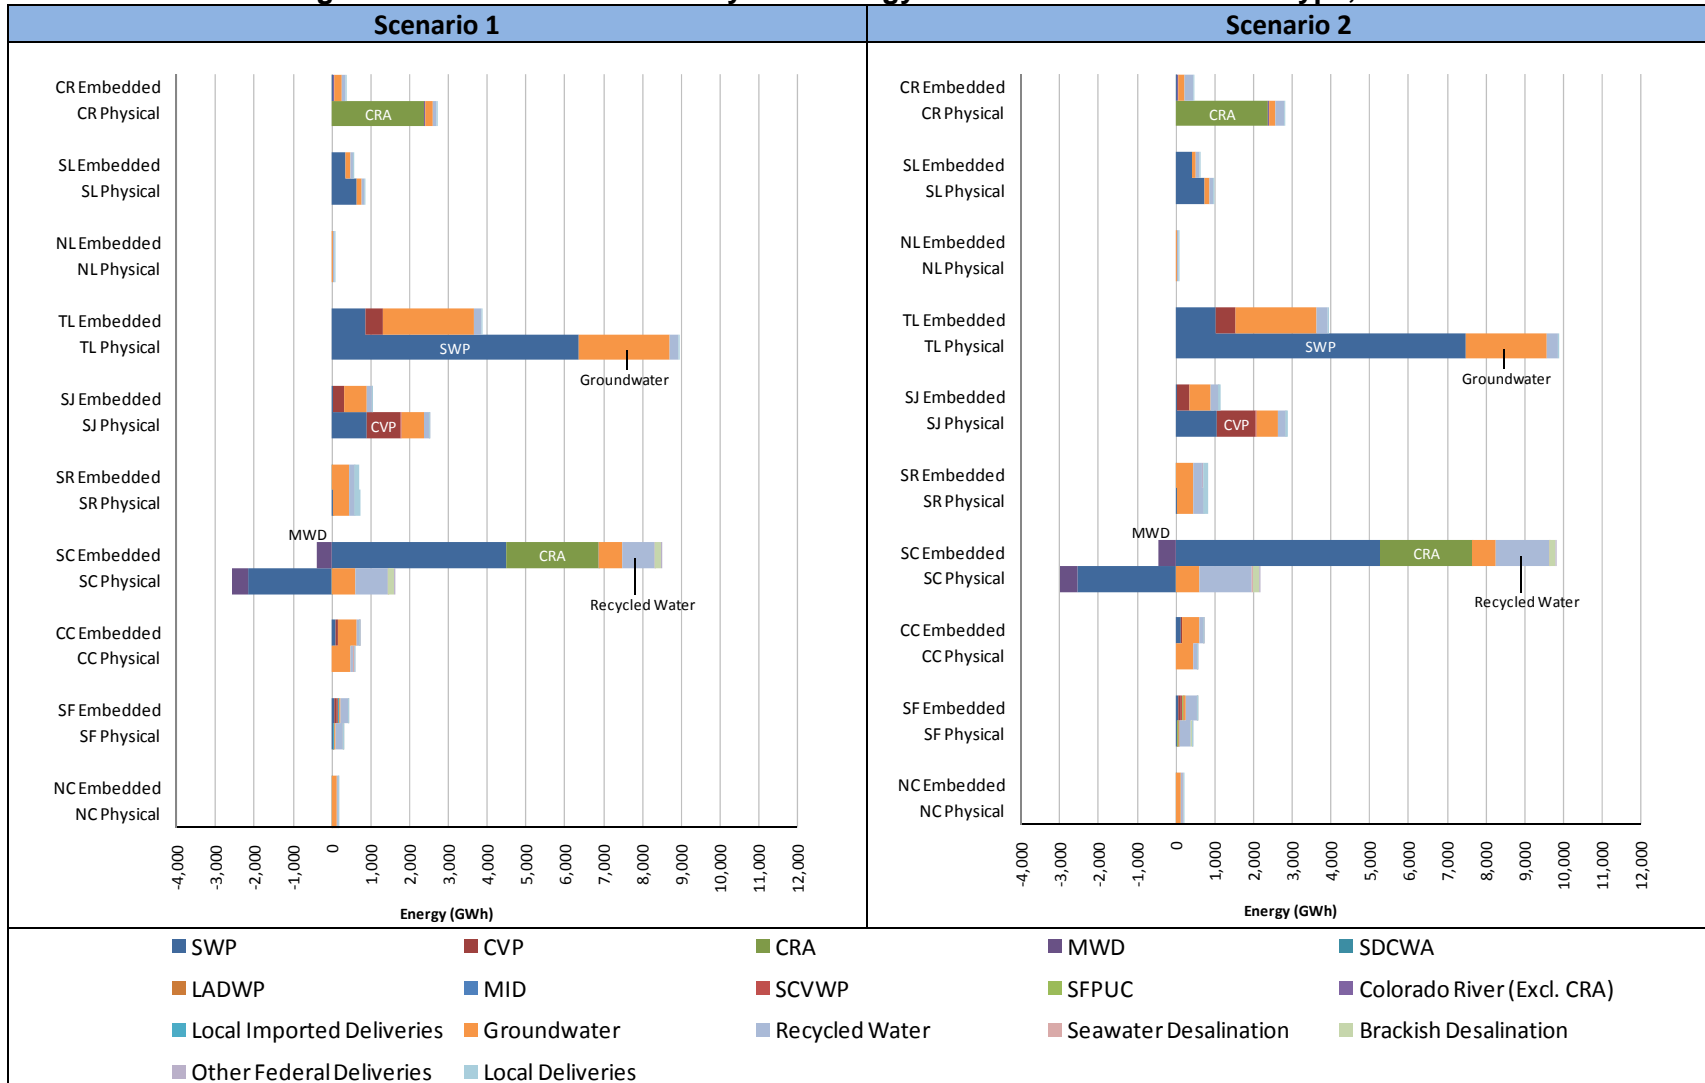 Scenario 1
Scenario 2
CR Embedded
CR Physical
CRA
SL Embedded
SL Physical
NL Embedded
NL Physical
TL Embedded
TL Physical
SWP
Groundwater
SJ Embedded
SJ Physical
CVP
SR Embedded
SR Physical
MWD
SC Embedded
CRA
SC Physical
Recycled Water
CC Embedded
CC Physical
SF Embedded
SF Physical
NC Embedded
NC Physical
-4,000 -3,000 -2,000 -1,000 0 1,000 2,000 3,000 4,000 5,000 6,000 7,000 8,000 9,000 10,000 11,000 12,000
Energy (GWh)
CR Embedded
CR Physical
CRA
SL Embedded
SL Physical
NL Embedded
NL Physical
TL Embedded
TL Physical
SWP
Groundwater
SJ Embedded
SJ Physical
CVP
SR Embedded
SR Physical
MWD
SC Embedded
CRA
SC Physical
Recycled Water
CC Embedded
CC Physical
SF Embedded
SF Physical
NC Embedded
NC Physical
-4,000 -3,000 -2,000 -1,000 0 1,000 2,000 3,000 4,000 5,000 6,000 7,000 8,000 9,000 10,000 11,000 12,000
Energy (GWh)
SWP CVP CRA MWD SDCWA
LADWP MID SCVWP SFPUC Colorado River (Excl. CRA)
Local Imported Deliveries Groundwater Recycled Water Seawater Desalination Brackish Desalination
Other Federal Deliveries Local Deliveries